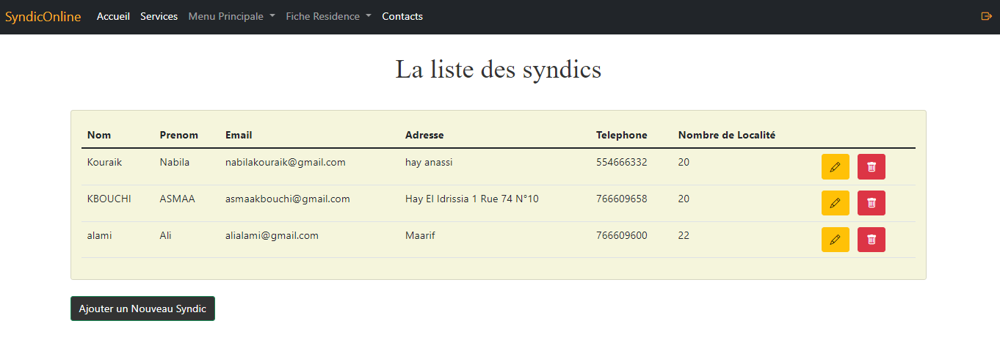 SyndicOnline Accueil Services Menu Principale Fiche Residence Contacts
La liste des syndics
Nom Prenom Email Adresse Telephone Nombre de Localité
Kouraik Nabila nabilakouraik@gmail.com hay anassi 554666332 20
KBOUCHI ASMAA asmaakbouchi@gmail.com Hay El Idrissia 1 Rue 74 N°10 766609658 20
alami Ali alialami@gmail.com Maarif 766609600 22
Ajouter un Nouveau Syndic